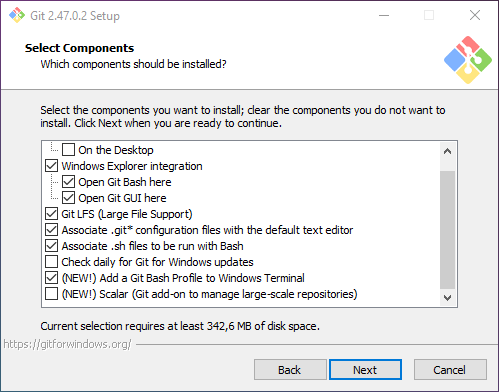 Git 2.47.0.2 Setup
Select Components
Which components should be installed?
Select the components you want to install; clear the components you do not want to
install. Click Next when you are ready to continue.
On the Desktop
Windows Explorer integration
Open Git Bash here
Open Git GUI here
Git LFS (Large File Support)
Associate .git* configuration files with the default text editor
Associate .sh files to be run with Bash
Check daily for Git for Windows updates
(NEW!) Add a Git Bash Profile to Windows Terminal
(NEW!) Scalar (Git add-on to manage large-scale repositories)
Current selection requires at least 342,6 MB of disk space.
https://gitforwindows.org/
Back
Next
Cancel